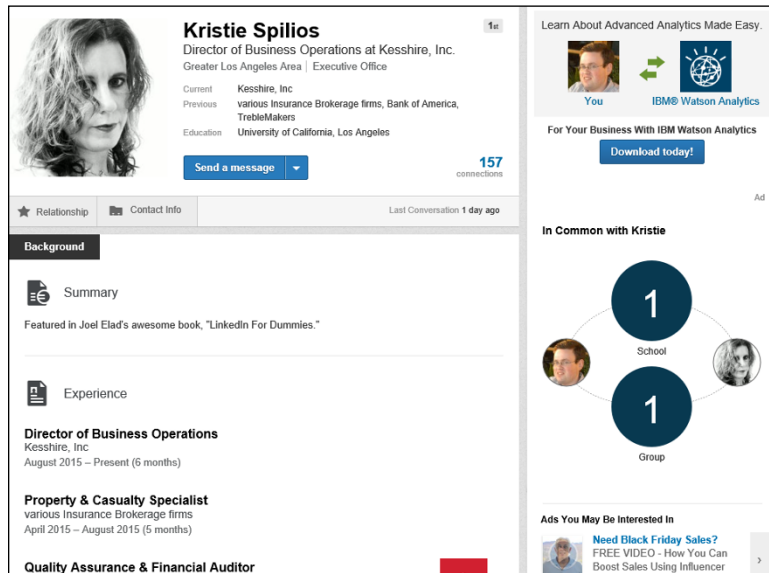 Kristie Spilios
1st
Director of Business Operations at Kesshire, Inc.
Greater Los Angeles Area | Executive Office
Current Kesshire, Inc
Previous various Insurance Brokerage firms, Bank of America,
TrebleMakers
Education University of California, Los Angeles
Send a message
157
connections
Relationship
Contact Info
Last Conversation 1 day ago
Background
Summary
Featured in Joel Elad's awesome book, "LinkedIn For Dummies."
Experience
Director of Business Operations
Kesshire, Inc
August 2015 – Present (6 months)
Property & Casualty Specialist
various Insurance Brokerage firms
April 2015 – August 2015 (5 months)
Quality Assurance & Financial Auditor
Learn About Advanced Analytics Made Easy.
You
IBM® Watson Analytics
For Your Business With IBM Watson Analytics
Download today!
Ad
In Common with Kristie
1
School
1
Group
Ads You May Be Interested In
Need Black Friday Sales?
FREE VIDEO - How You Can
Boost Sales Using Influencer